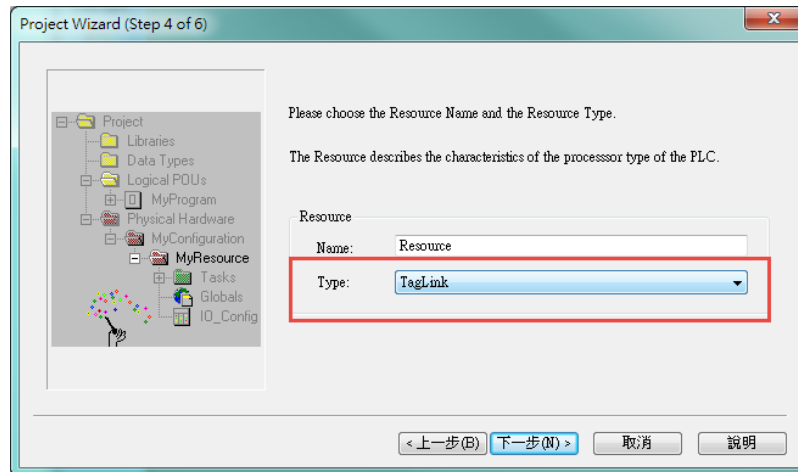 Project Wizard (Step 4 of 6)
Project
Libraries
Data Types
Logical POUs
MyProgram
Physical Hardware
MyConfiguration
MyResource
Tasks
Globals
IO_Config
Please choose the Resource Name and the Resource Type.
The Resource describes the characteristics of the processsor type of the PLC.
Resource
Name: Resource
Type: TagLink
<上一步(B) 下一步(N) > 取消 說明